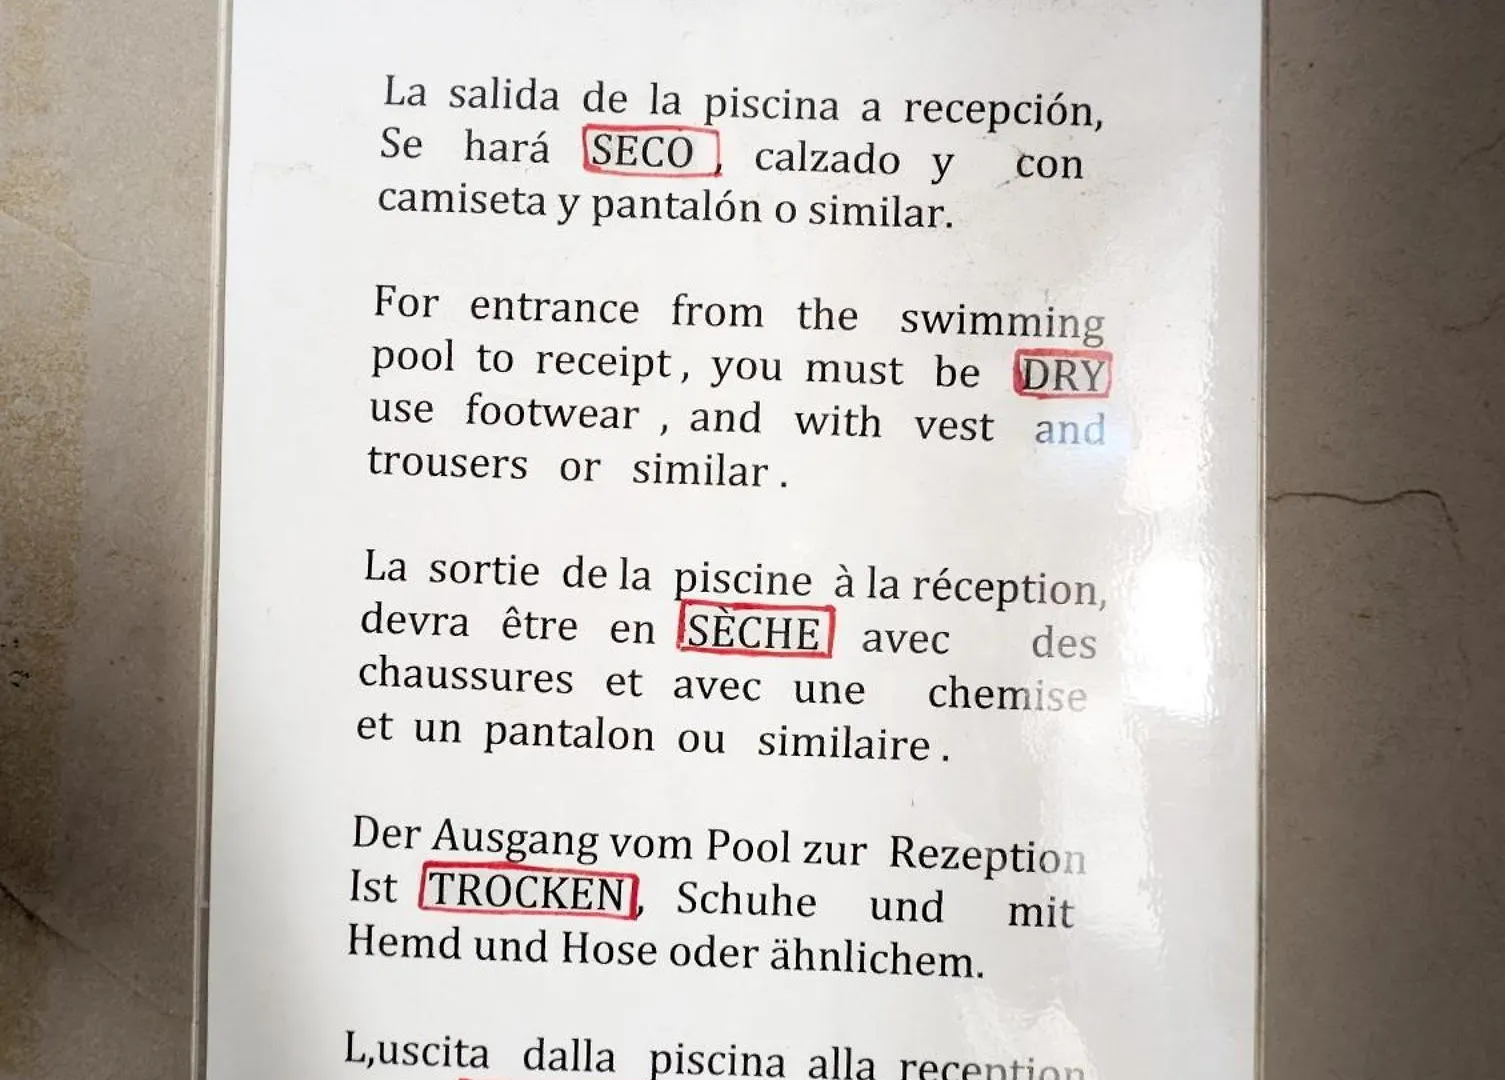 La salida de la piscina a recepción,
Se hará SECO , calzado y con
camiseta y pantalón o similar.
For entrance from the swimming
pool to receipt, you must be DRY
use footwear , and with vest and
trousers or similar .
La sortie de la piscine à la réception,
devra être en SÈCHE avec des
chaussures et avec une chemise
et un pantalon ou similaire .
Der Ausgang vom Pool zur Rezeption
Ist TROCKEN, Schuhe und mit
Hemd und Hose oder ähnlichem.
L,uscita dalla piscina alla reception